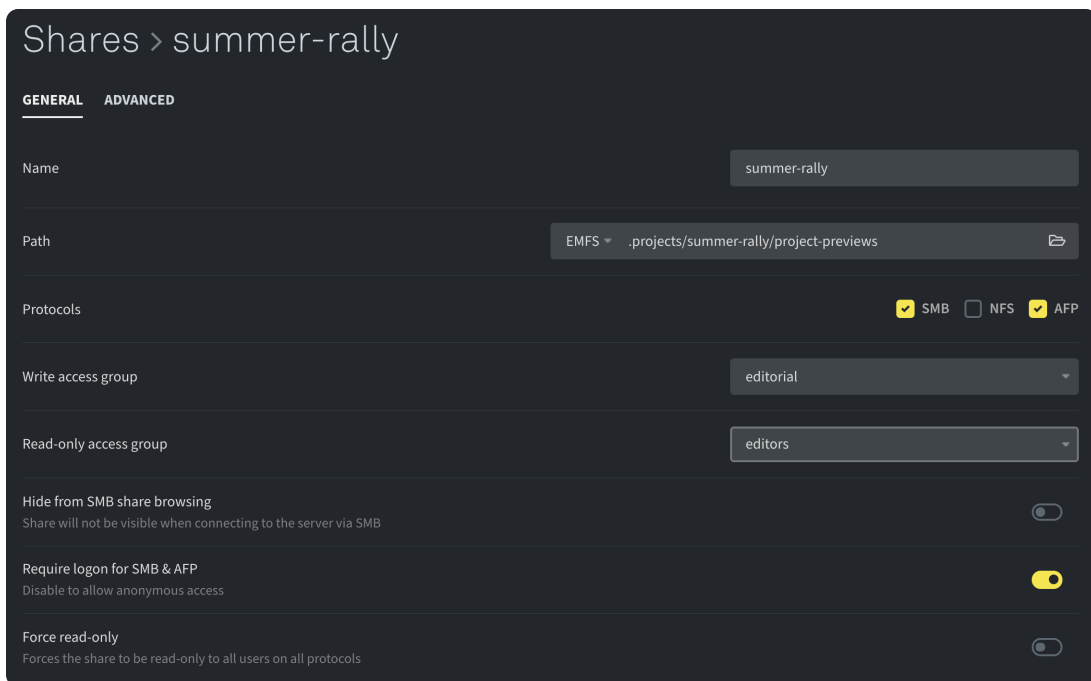 Shares > summer-rally
GENERAL ADVANCED
Name summer-rally
Path EMFS .projects/summer-rally/project-previews
Protocols SMB NFS AFP
Write access group editorial
Read-only access group editors
Hide from SMB share browsing
Share will not be visible when connecting to the server via SMB
Require logon for SMB & AFP
Disable to allow anonymous access
Force read-only
Forces the share to be read-only to all users on all protocols